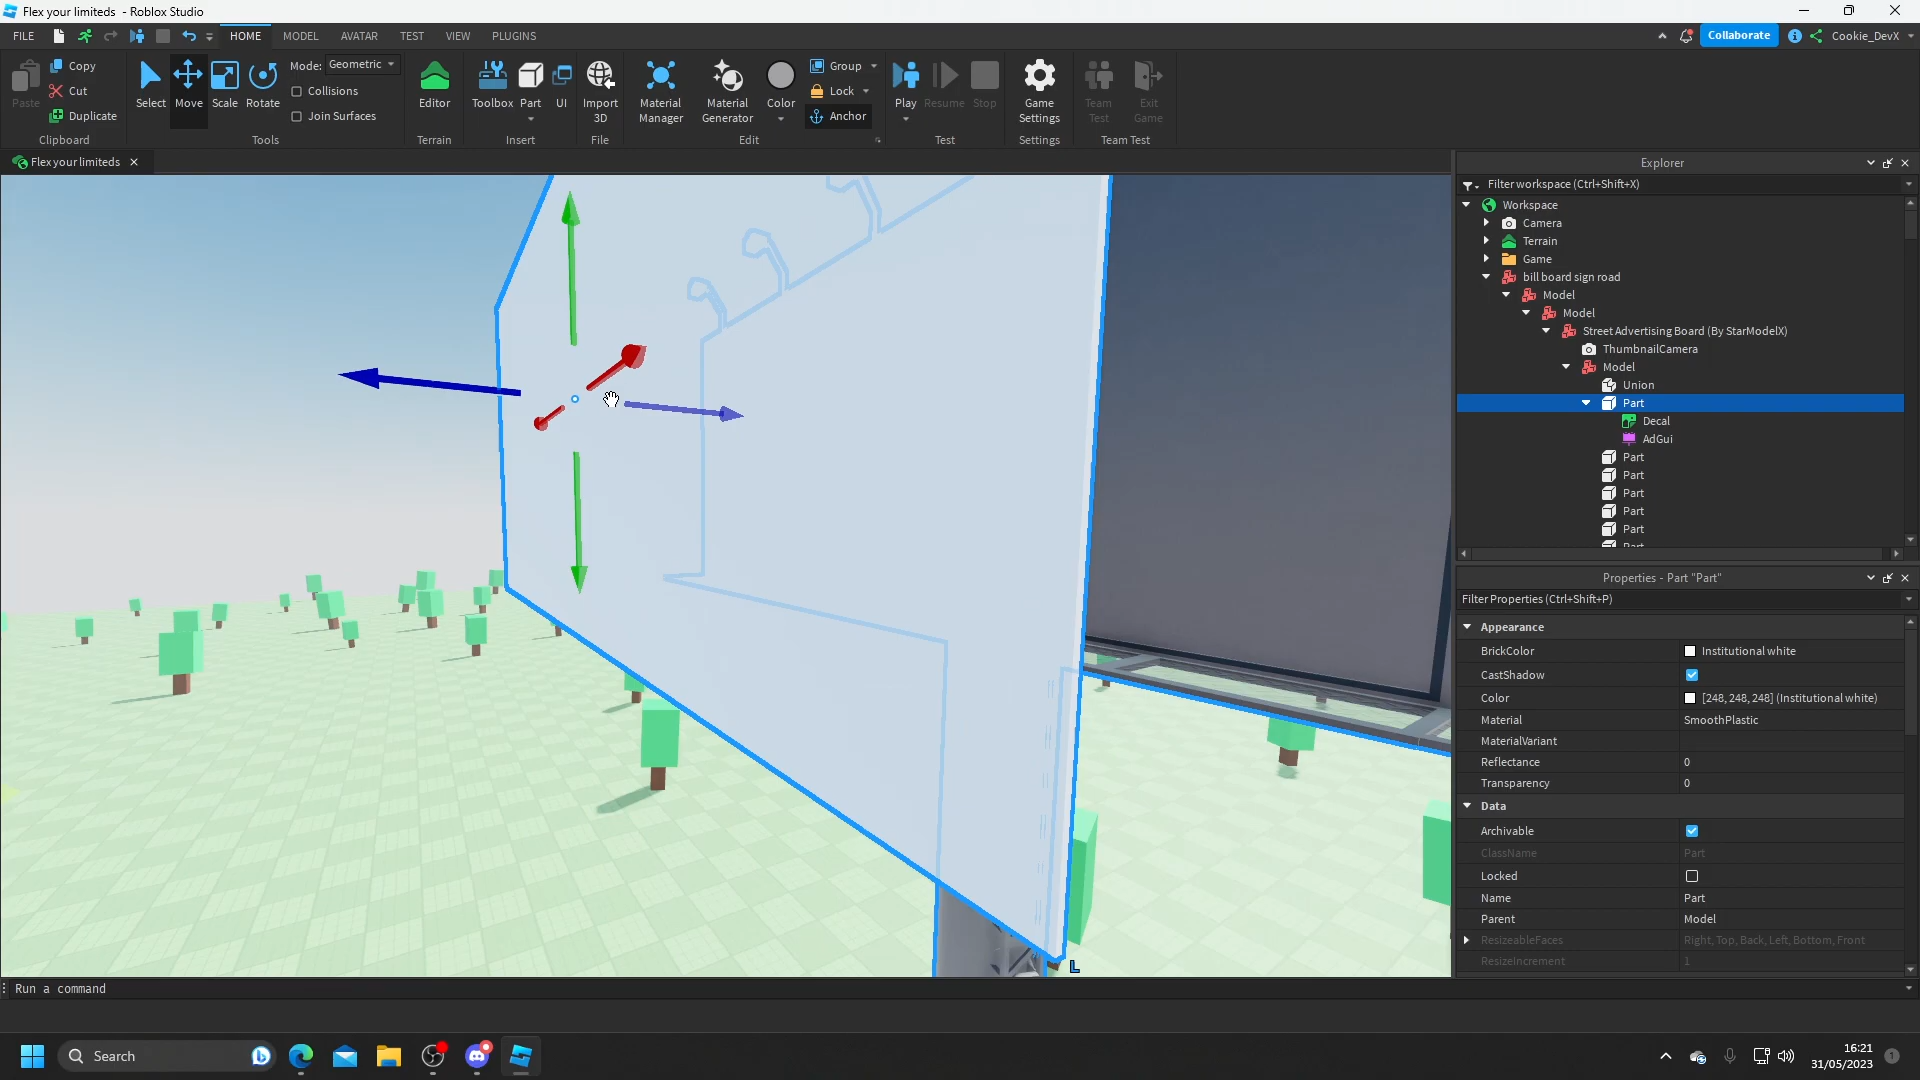 Flex your limiteds - Roblox Studio
FILE HOME MODEL AVATAR TEST VIEW PLUGINS Collaborate Cookie_DevX
Paste
Copy
Cut
Duplicate
Clipboard
Select Move Scale Rotate
Mode: Geometric
Collisions
Join Surfaces
Tools
Editor
Terrain
Toolbox Part UI
Insert
Import
3D
File
Material
Manager
Material
Generator
Color
Group
Lock
Anchor
Edit
Play Resume Stop
Test
Game
Settings
Settings
Team
Test
Exit
Game
Team Test
Flex your limiteds
Explorer
Filter workspace (Ctrl+Shift+X)
Workspace
Camera
Terrain
Game
bill board sign road
Model
Model
Street Advertising Board (By StarModelX)
ThumbnailCamera
Model
Union
Part
Decal
AdGui
Part
Part
Part
Part
Part
Part
Properties - Part "Part"
Filter Properties (Ctrl+Shift+P)
Appearance
BrickColor Institutional white
CastShadow
Color [248, 248, 248] (Institutional white)
Material SmoothPlastic
MaterialVariant
Reflectance 0
Transparency 0
Data
Archivable
ClassName Part
Locked
Name Part
Parent Model
ResizeableFaces Right, Top, Back, Left, Bottom, Front
ResizeIncrement 1
L
Run a command
Search
16:21
31/05/2023
1